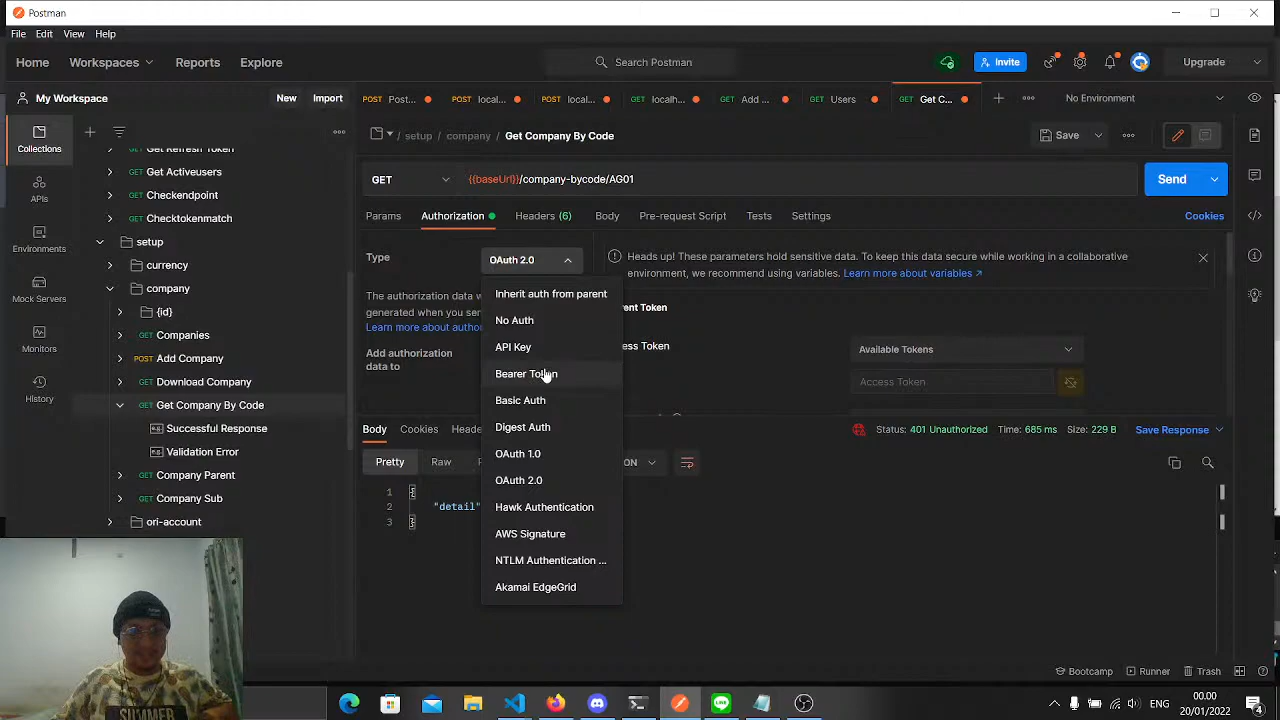 Postman
File Edit View Help
Home Workspaces Reports Explore Search Postman Invite Upgrade
My Workspace New Import POST Post... POST local... POST local... GET localh... GET Add ... GET Users GET Get C... No Environment
Collections
APIs
Environments
Mock Servers
Monitors
History
GET Get Refresh Token
GET Get Activeusers
GET Checkendpoint
GET Checktokenmatch
setup
currency
company
{id}
GET Companies
POST Add Company
GET Download Company
GET Get Company By Code
e.g. Successful Response
e.g. Validation Error
GET Company Parent
GET Company Sub
ori-account
/ setup / company / Get Company By Code Save
GET {{baseUrl}}/company-bycode/AG01 Send
Params Authorization Headers (6) Body Pre-request Script Tests Settings Cookies
Type OAuth 2.0
Heads up! These parameters hold sensitive data. To keep this data secure while working in a collaborative
environment, we recommend using variables. Learn more about variables ↗
The authorization data w
generated when you sen
Learn more about author
Add authorization
data to
Inherit auth from parent
No Auth
API Key
Bearer Token
Basic Auth
Digest Auth
OAuth 1.0
OAuth 2.0
Hawk Authentication
AWS Signature
NTLM Authentication ...
Akamai EdgeGrid
ent Token
ess Token
Available Tokens
Access Token
Body Cookies Heade Status: 401 Unauthorized Time: 685 ms Size: 229 B Save Response
Pretty Raw P ON
1 {
2 "detail"
3 }
Bootcamp Runner Trash
SUMMER
ENG
00.00
20/01/2022
4